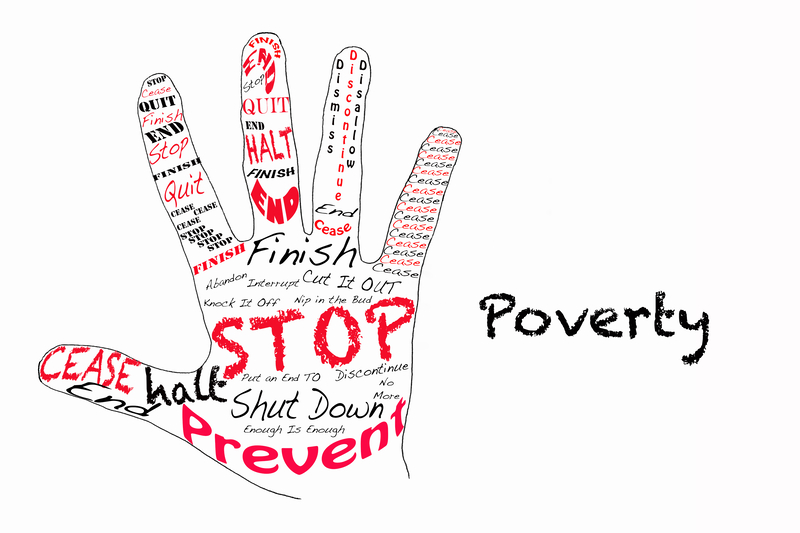 STOP
Cease
QUIT
Finish
END
Stop
FINISH
Quit
CEASE CEASE
CEASE
STOP
STOP
STOP
STOP
FINISH
FINISH
END
Stop
QUIT
END
HALT
FINISH
END
Dismiss
Discontinue
Disallow
End
Cease
Cease
Cease
Cease
Cease
Cease
Cease
Cease
Cease
Cease
Cease
Cease
Cease
Cease
Finish
Abandon Interrupt Cut It OUT
Knock It Off Nip in the Bud
STOP
Poverty
CEASE
End
halt
Put an End TO Discontinue
No
More
Shut Down
Enough Is Enough
Prevent